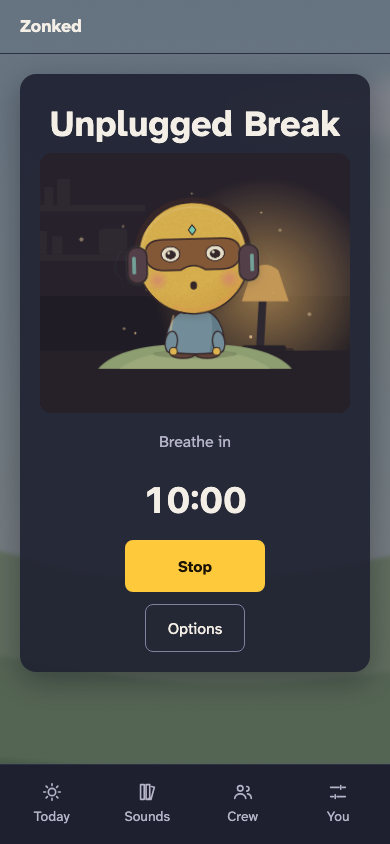 Zonked
Unplugged Break
Breathe in
10:00
Stop
Options
Today
Sounds
Crew
You